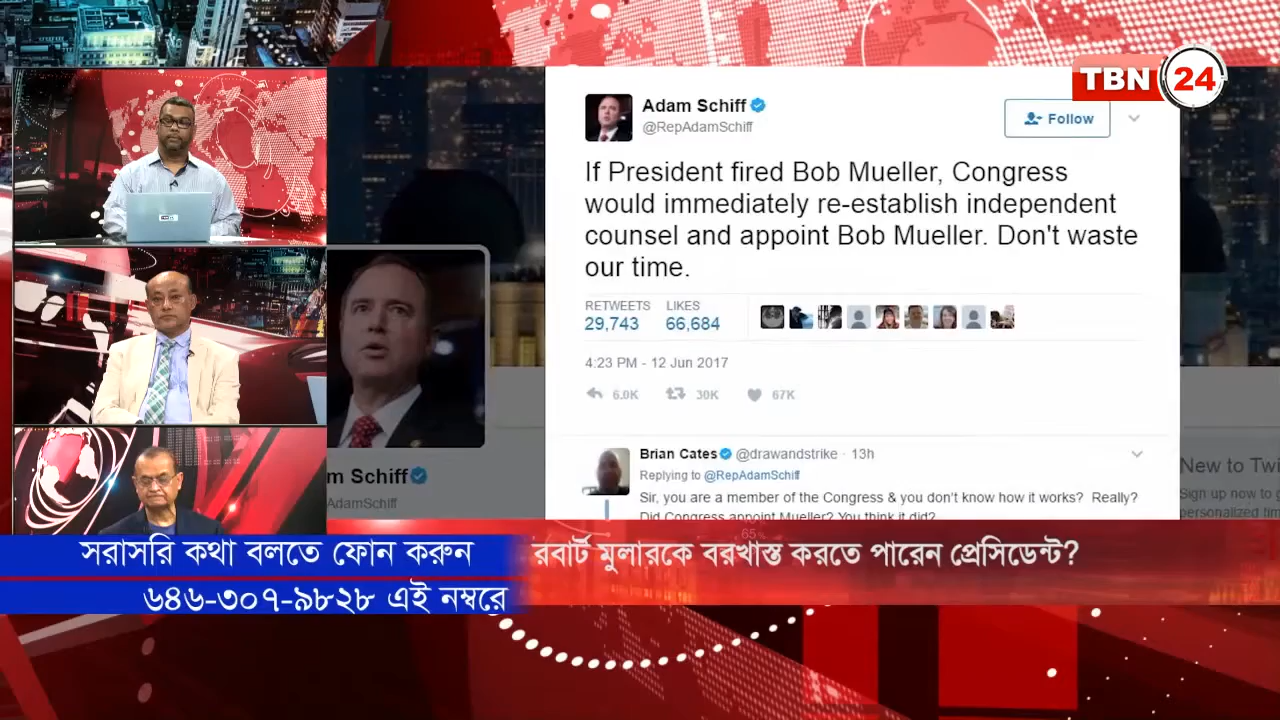 TBN 24
Adam Schiff
@RepAdamSchiff
Follow
If President fired Bob Mueller, Congress
would immediately re-establish independent
counsel and appoint Bob Mueller. Don't waste
our time.
RETWEETS LIKES
29,743 66,684
4:23 PM - 12 Jun 2017
6.0K 30K 67K
Brian Cates @drawandstrike · 13h
Replying to @RepAdamSchiff
Sir, you are a member of the Congress & you don't know how it works? Really?
Did Congress appoint Mueller? You think it did?
m Schiff
AdamSchiff
New to Twi
Sign up now to g
personalized time
65%
সরাসরি কথা বলতে ফোন করুন
৬৪৬-৩০৭-৯৮২৮ এই নম্বরে
রবার্ট মুলারকে বরখাস্ত করতে পারেন প্রেসিডেন্ট?